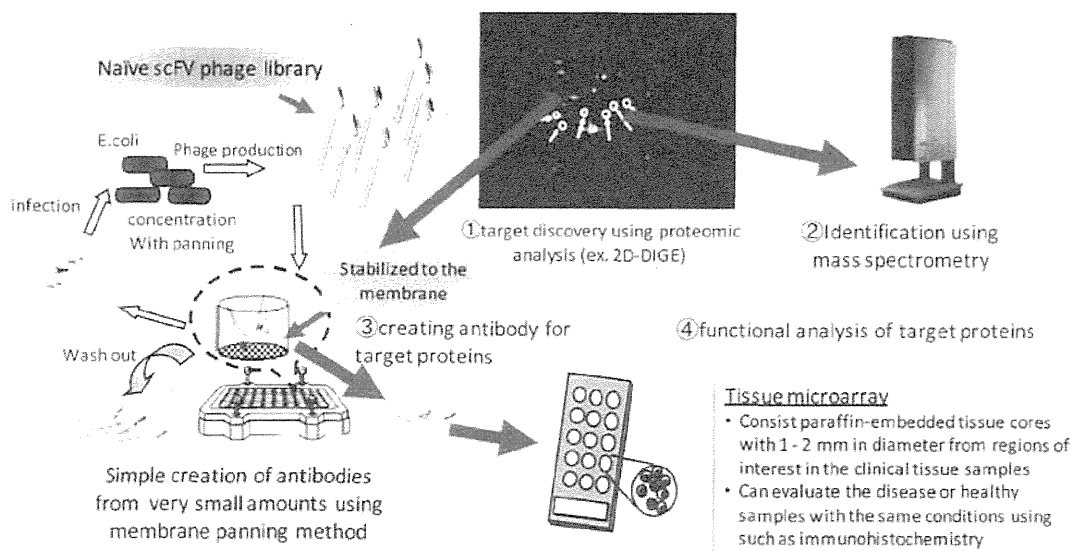 Naïve scFV phage library
E.coli
Phage production
infection
concentration
With panning
①target discovery using proteomic
analysis (ex. 2D-DIGE)
②Identification using
mass spectrometry
Stabilized to the
membrane
③creating antibody for
target proteins
④functional analysis of target proteins
Wash out
Simple creation of antibodies
from very small amounts using
membrane panning method
Tissue microarray
• Consist paraffin-embedded tissue cores
with 1 - 2 mm in diameter from regions of
interest in the clinical tissue samples
• Can evaluate the disease or healthy
samples with the same conditions using
such as immunohistochemistry